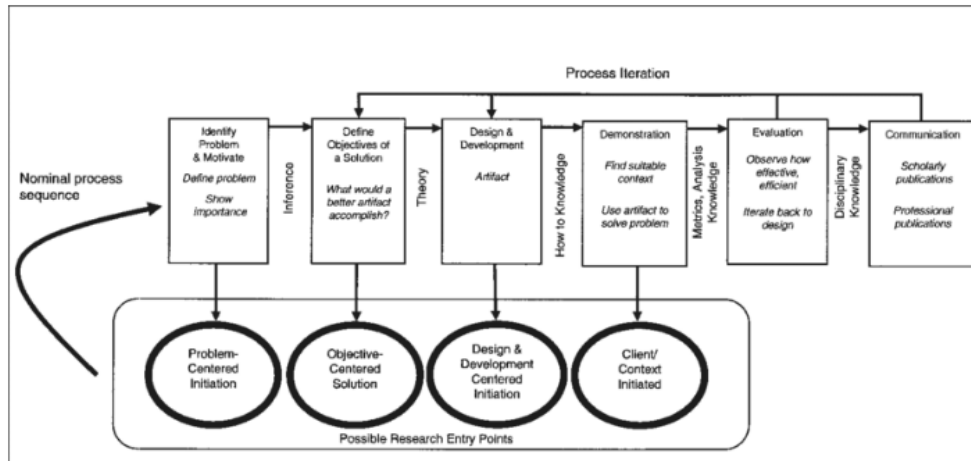 Process Iteration
Nominal process
sequence
Identify
Problem
& Motivate
Define problem
Show
importance
Inference
Define
Objectives of
a Solution
What would a
better artifact
accomplish?
Theory
Design &
Development
Artifact
How to Knowledge
Demonstration
Find suitable
context
Use artifact to
solve problem
Metrics, Analysis
Knowledge
Evaluation
Observe how
effective,
efficient
Iterate back to
design
Disciplinary
Knowledge
Communication
Scholarly
publications
Professional
publications
Problem-
Centered
Initiation
Objective-
Centered
Solution
Design &
Development
Centered
Initiation
Client/
Context
Initiated
Possible Research Entry Points